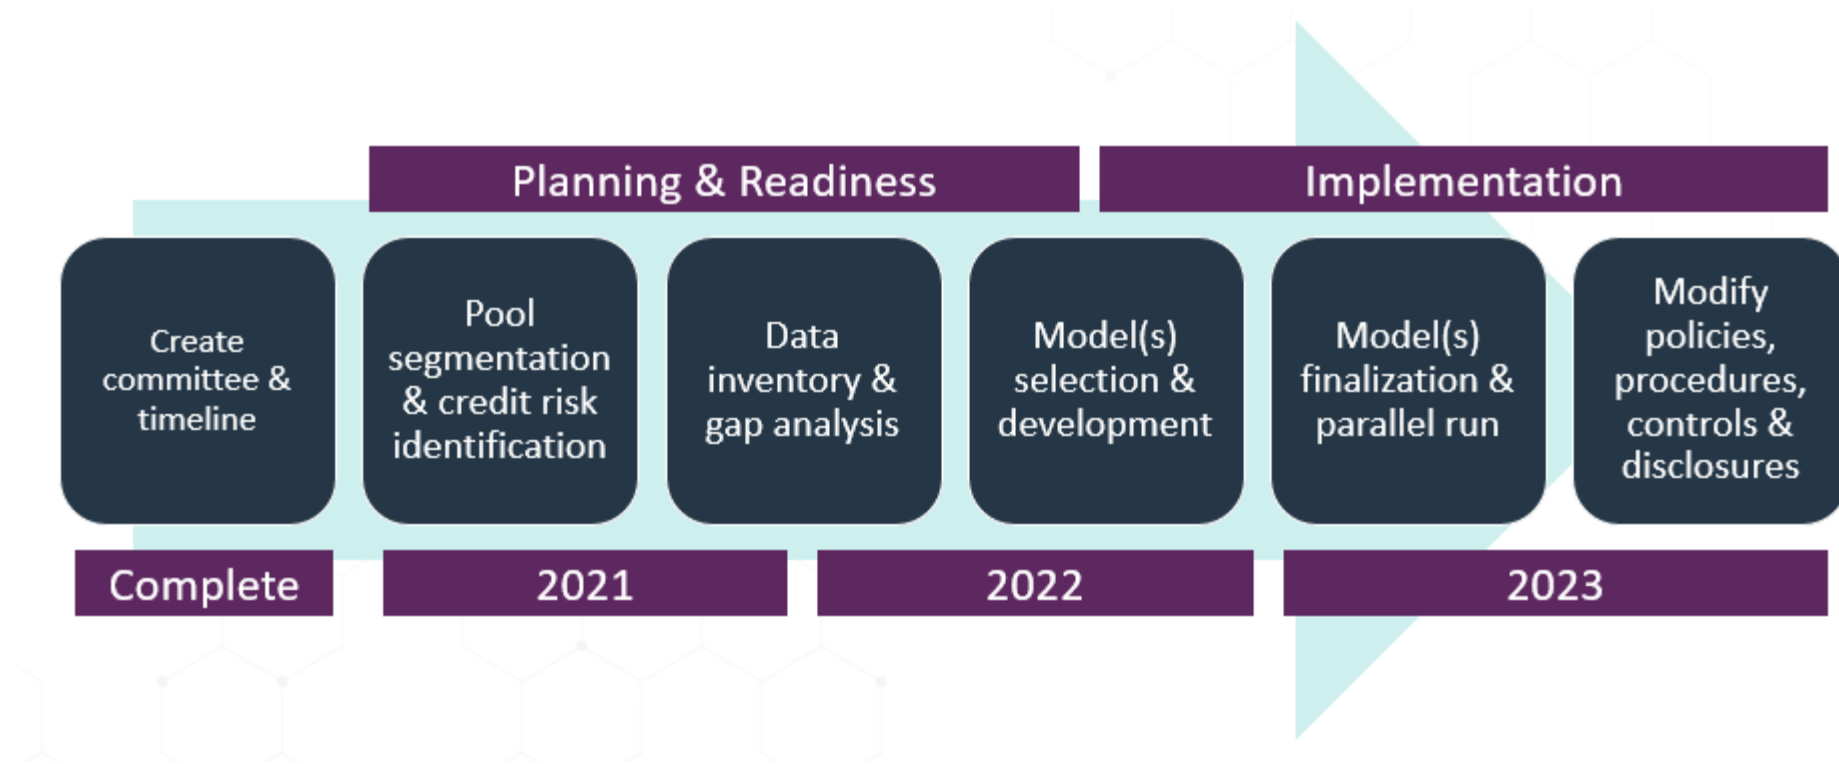 Planning & Readiness
Implementation
Create
committee &
timeline
Pool
segmentation
& credit risk
identification
Data
inventory &
gap analysis
Model(s)
selection &
development
Model(s)
finalization &
parallel run
Modify
policies,
procedures,
controls &
disclosures
Complete
2021
2022
2023